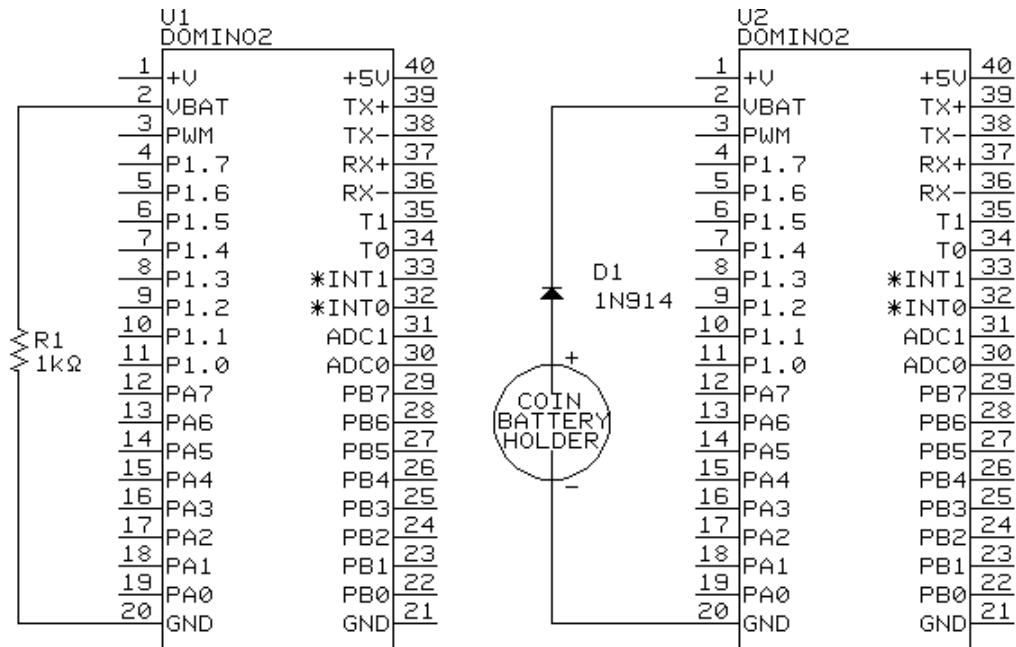 U1
DOMINO2
1 +V +5V 40
2 VBAT TX+ 39
3 PWM TX- 38
4 P1.7 RX+ 37
5 P1.6 RX- 36
6 P1.5 T1 35
7 P1.4 T0 34
8 P1.3 *INT1 33
9 P1.2 *INT0 32
10 P1.1 ADC1 31
11 P1.0 ADC0 30
12 PA7 PB7 29
13 PA6 PB6 28
14 PA5 PB5 27
15 PA4 PB4 26
16 PA3 PB3 25
17 PA2 PB2 24
18 PA1 PB1 23
19 PA0 PB0 22
20 GND GND 21
R1
1kΩ
U2
DOMINO2
1 +V +5V 40
2 VBAT TX+ 39
3 PWM TX- 38
4 P1.7 RX+ 37
5 P1.6 RX- 36
6 P1.5 T1 35
7 P1.4 T0 34
8 P1.3 *INT1 33
9 P1.2 *INT0 32
10 P1.1 ADC1 31
11 P1.0 ADC0 30
12 PA7 PB7 29
13 PA6 PB6 28
14 PA5 PB5 27
15 PA4 PB4 26
16 PA3 PB3 25
17 PA2 PB2 24
18 PA1 PB1 23
19 PA0 PB0 22
20 GND GND 21
D1
1N914
+
COIN
BATTERY
HOLDER
-